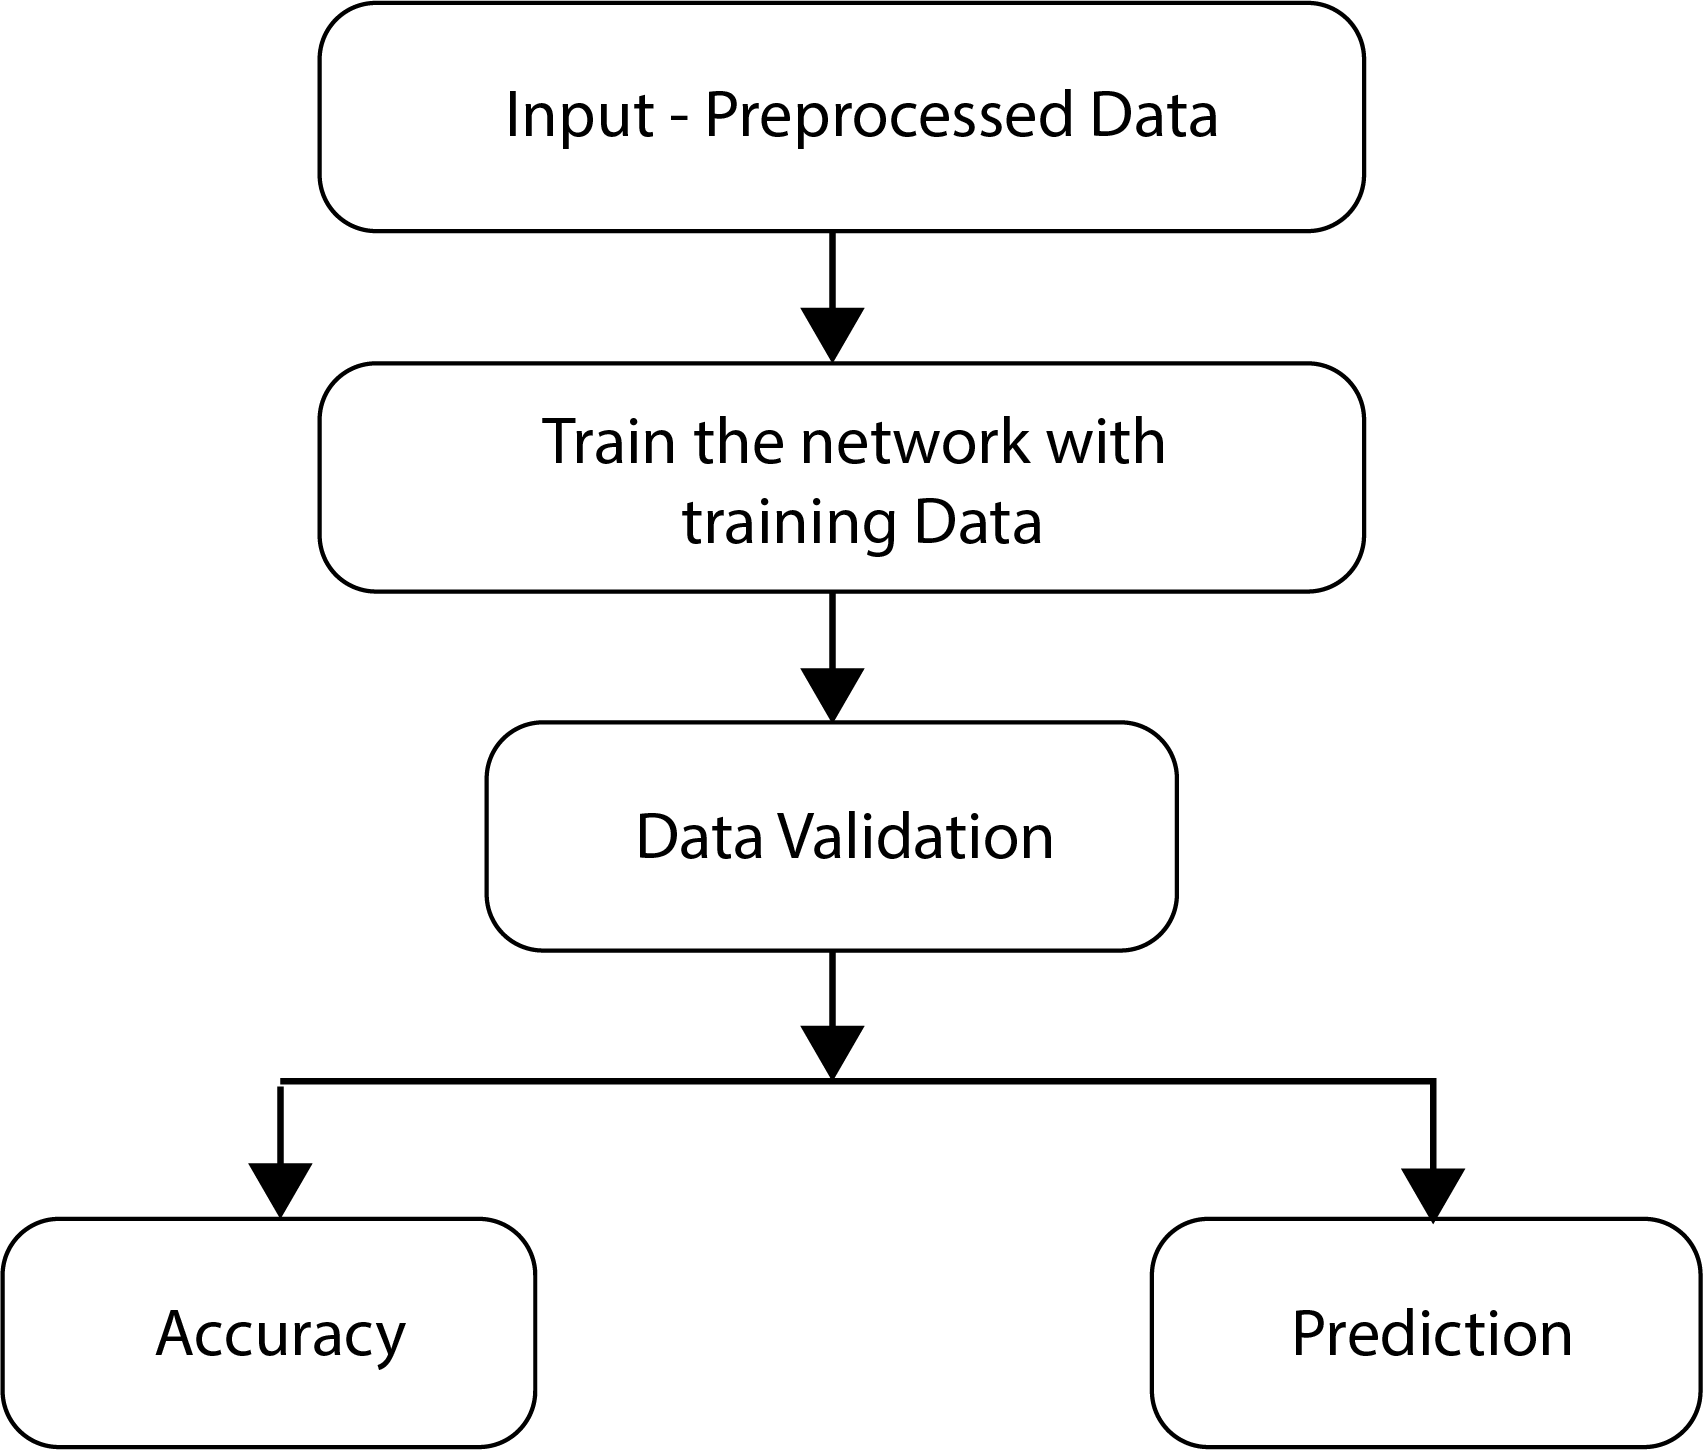 Input - Preprocessed Data
Train the network with
training Data
Data Validation
Accuracy
Prediction